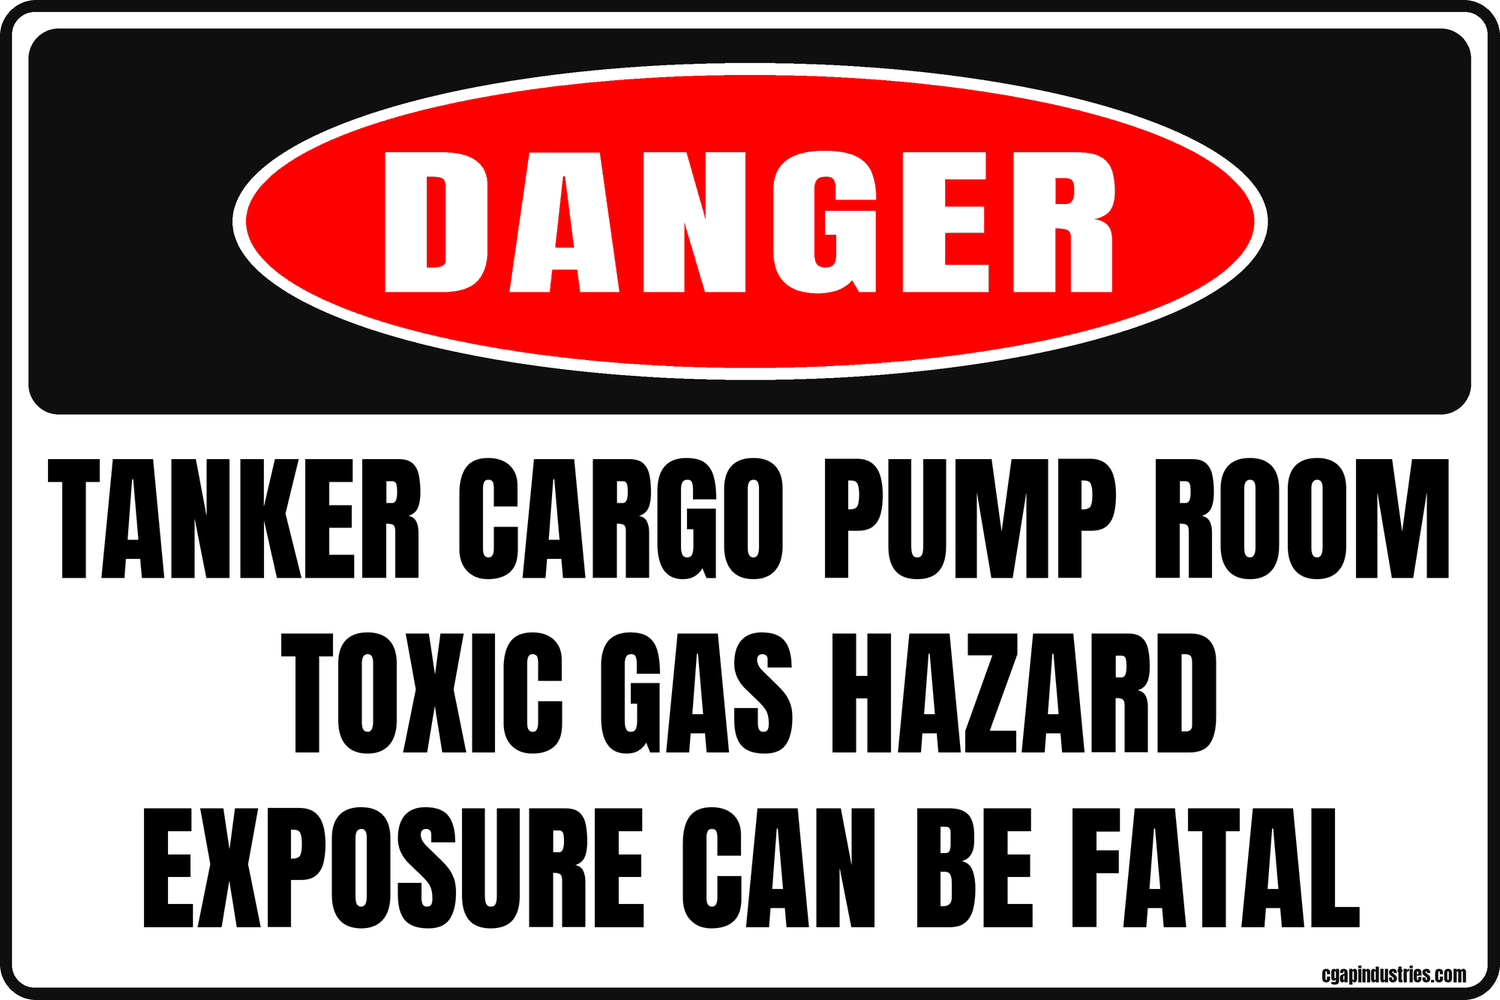 DANGER
TANKER CARGO PUMP ROOM
TOXIC GAS HAZARD
EXPOSURE CAN BE FATAL
cgapindustries.com